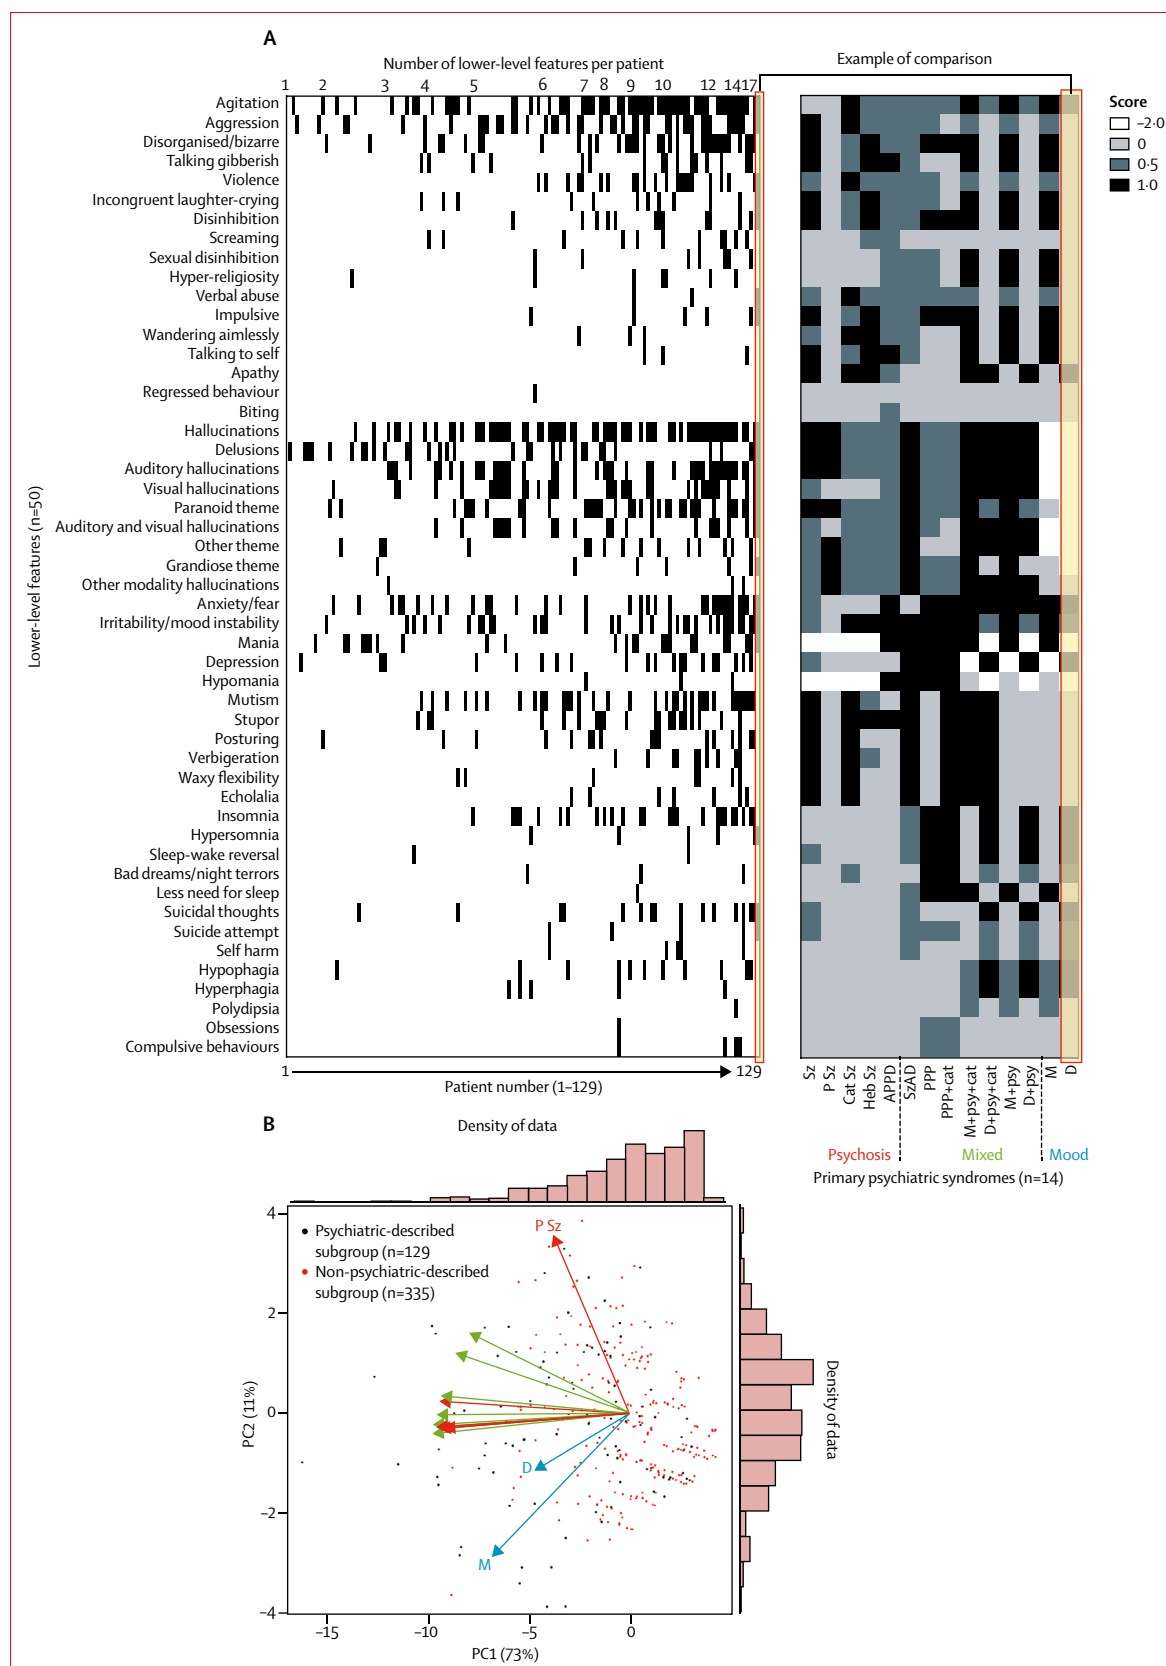 A
Number of lower-level features per patient
1 2 3 4 5 6 7 8 9 10 12 14 17
Example of comparison
Score
–2·0
0
0·5
1·0
Lower-level features (n=50)
Agitation
Aggression
Disorganised/bizarre
Talking gibberish
Violence
Incongruent laughter-crying
Disinhibition
Screaming
Sexual disinhibition
Hyper-religiosity
Verbal abuse
Impulsive
Wandering aimlessly
Talking to self
Apathy
Regressed behaviour
Biting
Hallucinations
Delusions
Auditory hallucinations
Visual hallucinations
Paranoid theme
Auditory and visual hallucinations
Other theme
Grandiose theme
Other modality hallucinations
Anxiety/fear
Irritability/mood instability
Mania
Depression
Hypomania
Mutism
Stupor
Posturing
Verbigeration
Waxy flexibility
Echolalia
Insomnia
Hypersomnia
Sleep-wake reversal
Bad dreams/night terrors
Less need for sleep
Suicidal thoughts
Suicide attempt
Self harm
Hypophagia
Hyperphagia
Polydipsia
Obsessions
Compulsive behaviours
1 129
Patient number (1–129)
Sz
P Sz
Cat Sz
Heb Sz
APPD
SzAD
PPP
PPP+cat
M+psy+cat
D+psy+cat
M+psy
D+psy
M
D
Psychosis Mixed Mood
Primary psychiatric syndromes (n=14)
B
Density of data
Psychiatric-described
subgroup (n=129
Non-psychiatric-described
subgroup (n=335)
P Sz
D
M
4
2
0
–2
–4
PC2 (11%)
Density of data
–15 –10 –5 0
PC1 (73%)